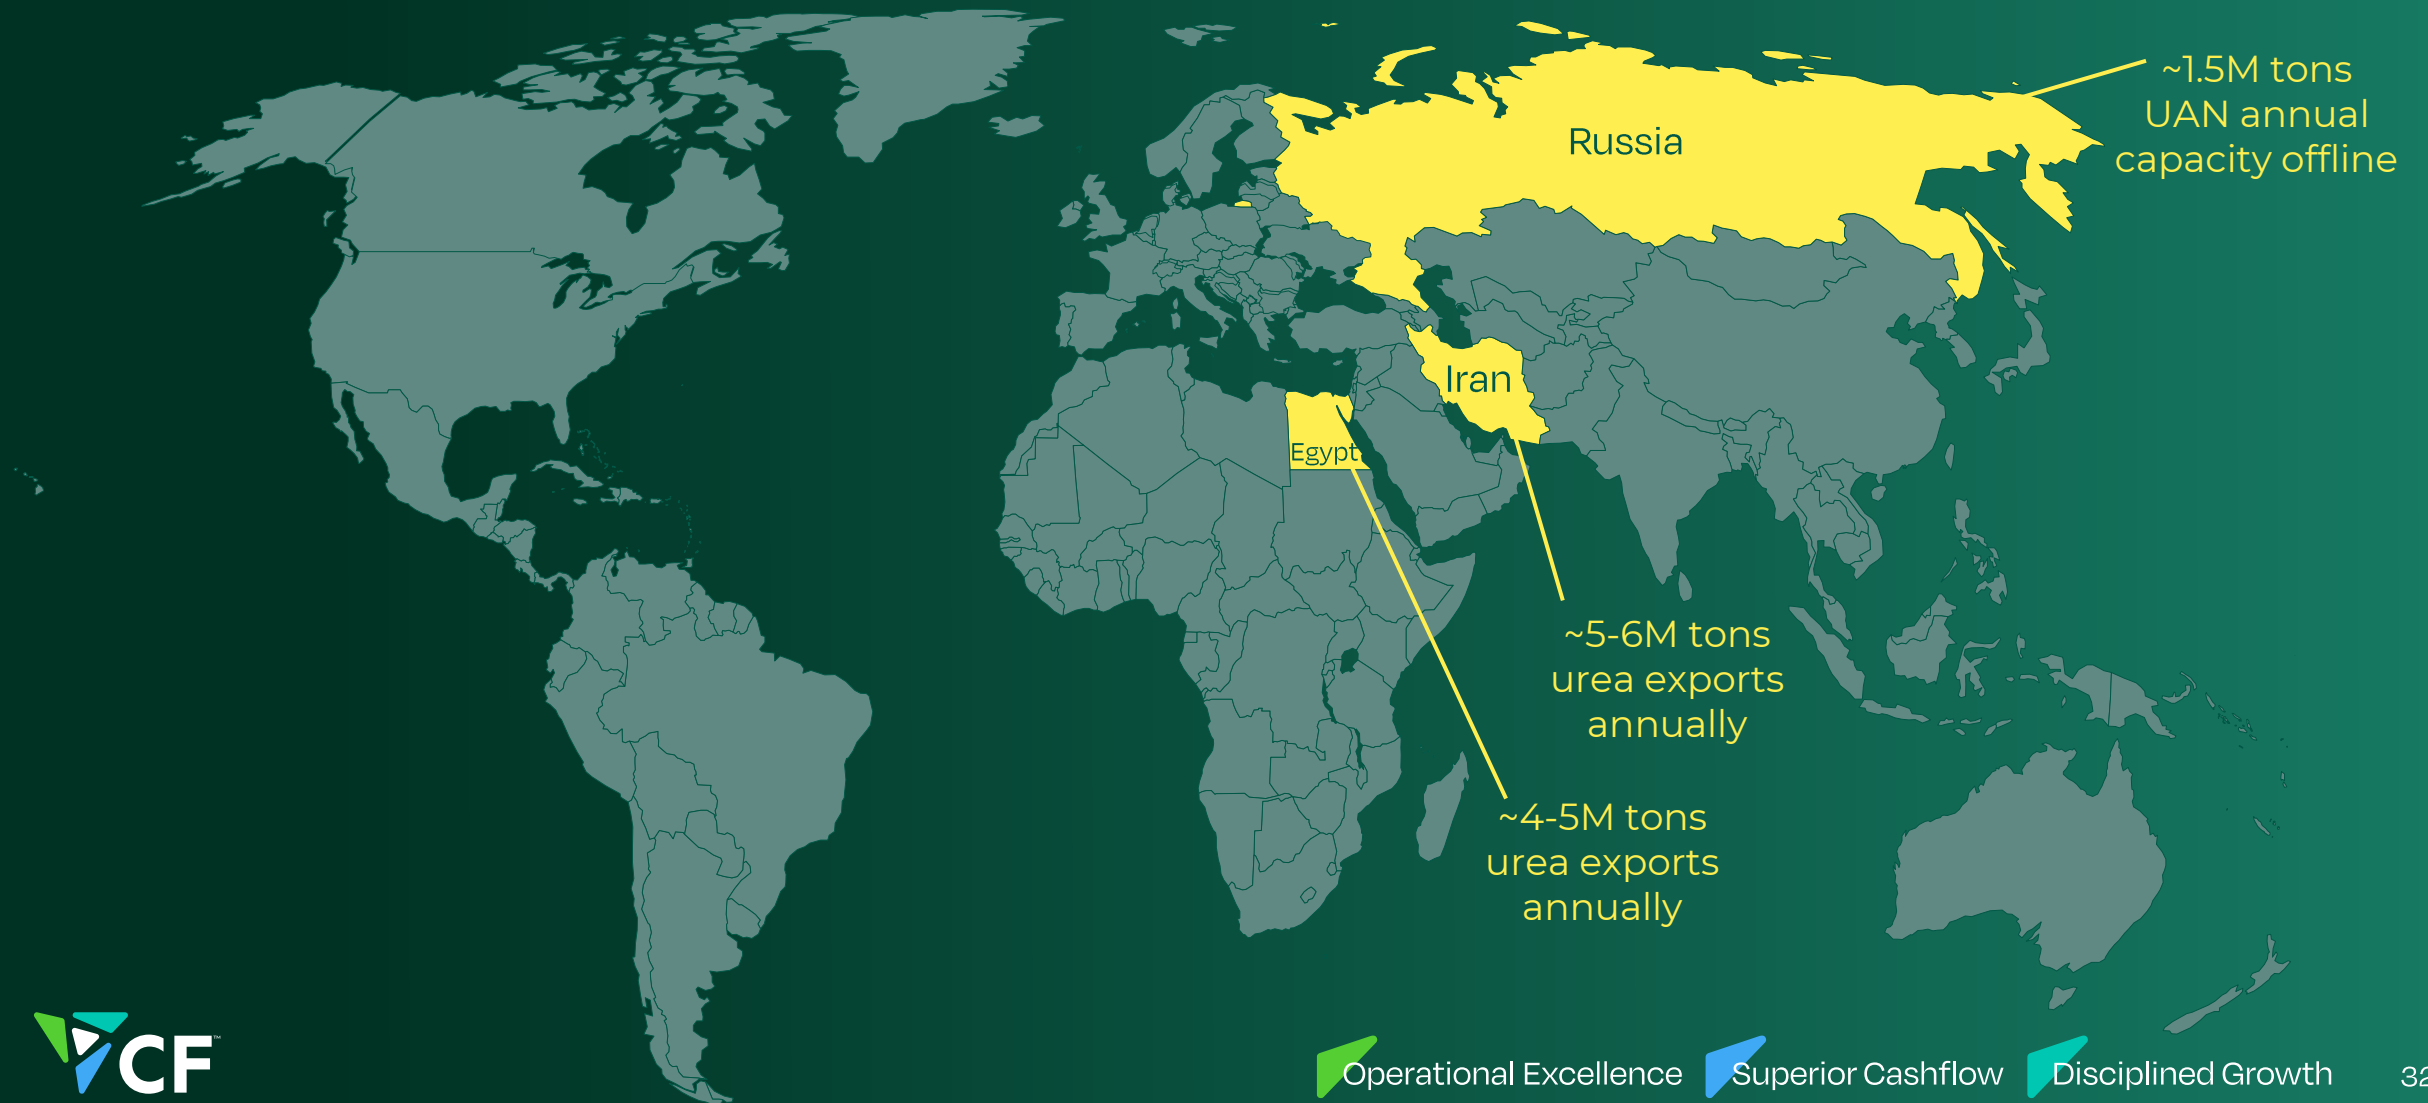 ~1.5M tons
UAN annual
capacity offline
Russia
Iran
Egypt
~5-6M tons
urea exports
annually
~4-5M tons
urea exports
annually
CF™
Operational Excellence
Superior Cashflow
Disciplined Growth
32